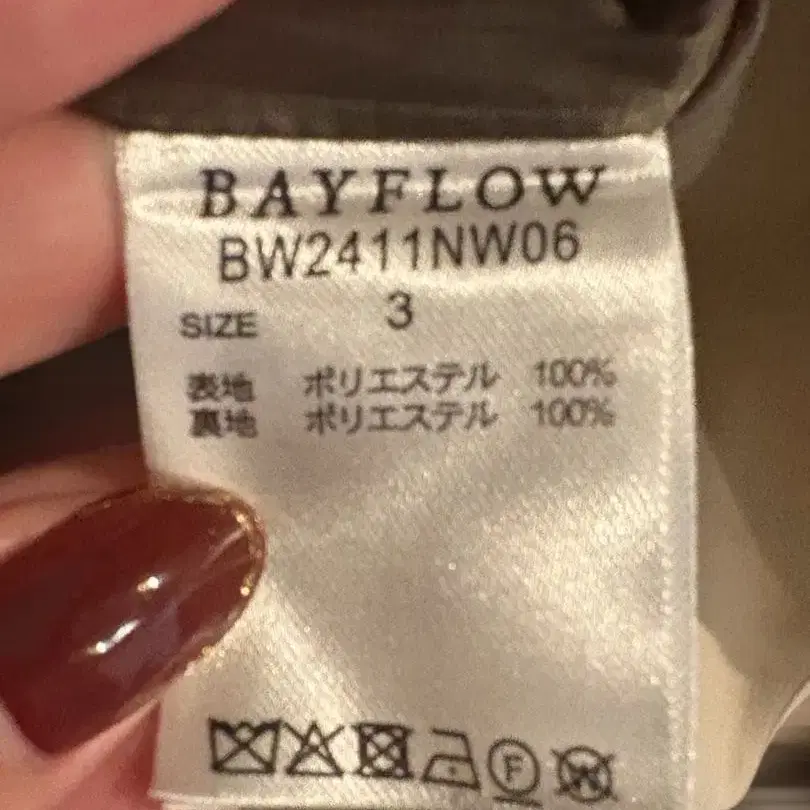 BAYFLOW
BW2411NW06
SIZE 3
表地 ポリエステル 100%
裏地 ポリエステル 100%
F
W